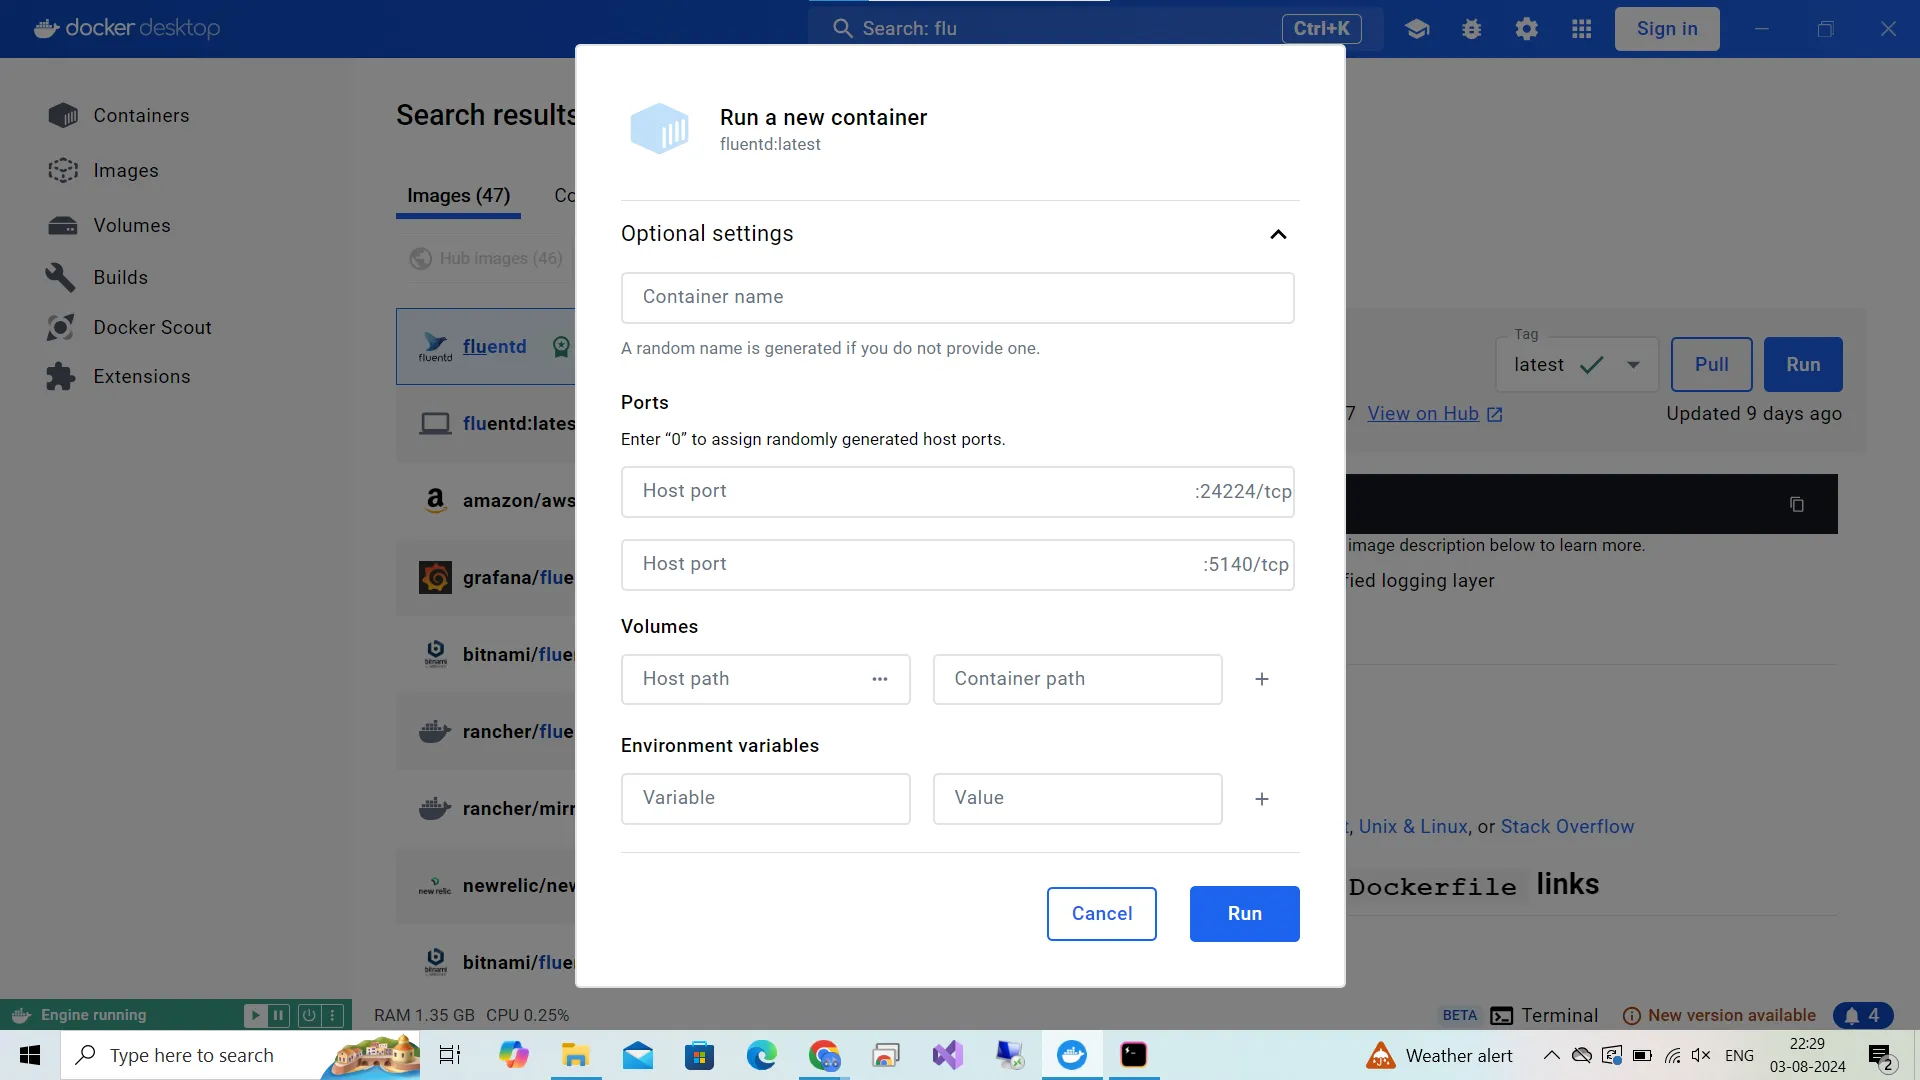 docker desktop
Search: flu
Ctrl+K
Sign in
Containers
Images
Volumes
Builds
Docker Scout
Extensions
Search results
Images (47)
Co
Hub images (46)
fluentd
fluentd
fluentd:lates
amazon/aws
grafana/flue
bitnami
bitnami/flue
rancher/flue
rancher/mirr
new relic
newrelic/new
bitnami
bitnami/flue
Run a new container
fluentd:latest
Optional settings
Container name
A random name is generated if you do not provide one.
Ports
Enter “0” to assign randomly generated host ports.
Host port
:24224/tcp
Host port
:5140/tcp
Volumes
Host path
Container path
Environment variables
Variable
Value
Cancel
Run
Tag
latest
Pull
Run
7 View on Hub
Updated 9 days ago
image description below to learn more.
fied logging layer
t, Unix & Linux, or Stack Overflow
Dockerfile links
Engine running
RAM 1.35 GB CPU 0.25%
BETA
Terminal
New version available
4
Type here to search
Weather alert
ENG
22:29
03-08-2024
2